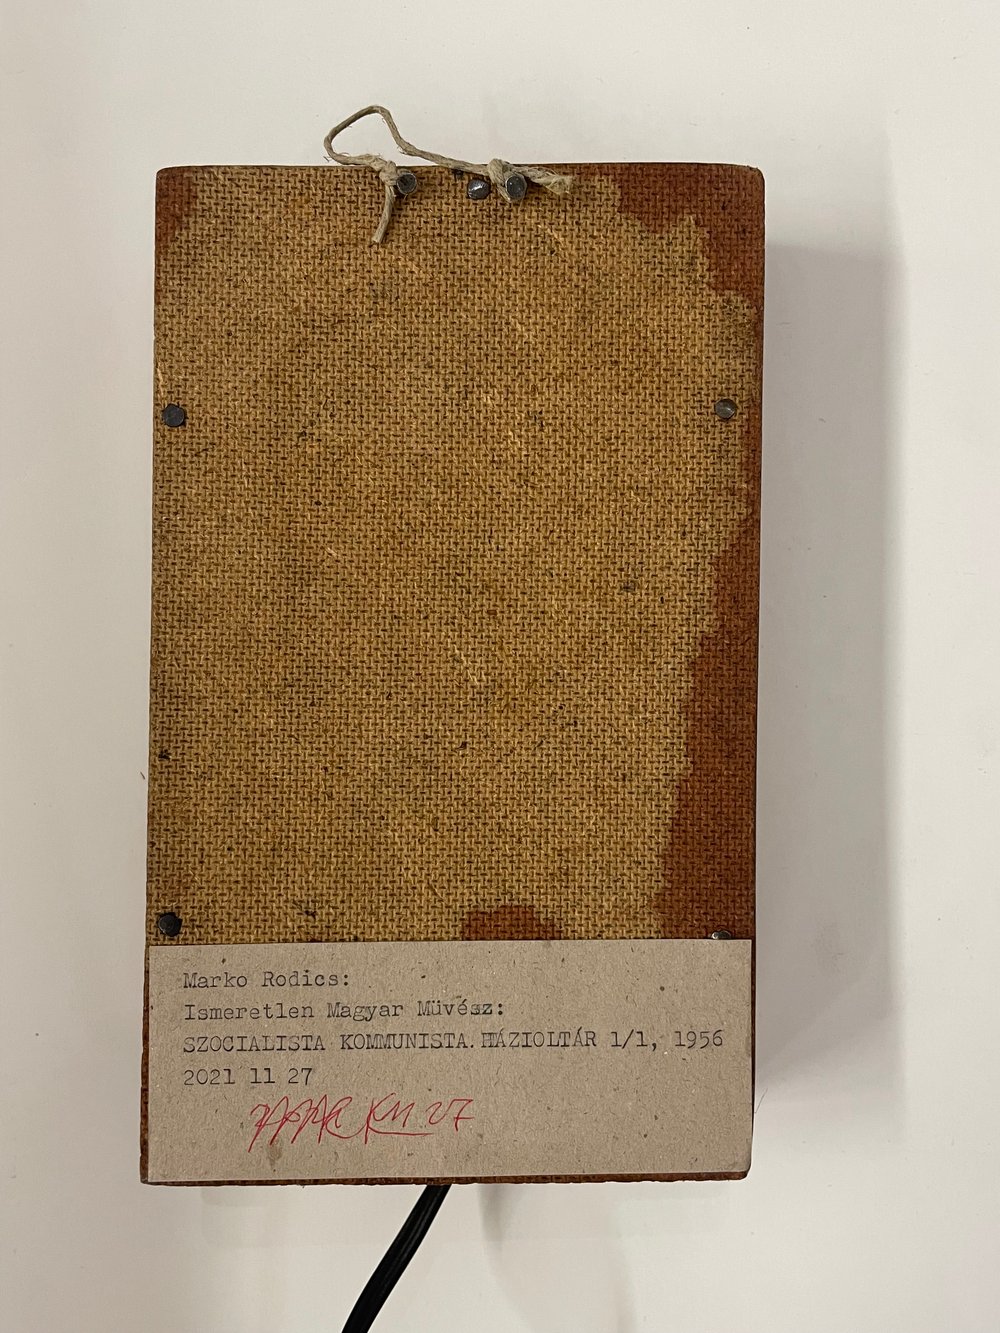 Marko Rodics:
Ismeretlen Magyar Müvész:
SZOCIALISTA KOMMUNISTA. HÁZIOLTÁR 1/1, 1956
2021 11 27